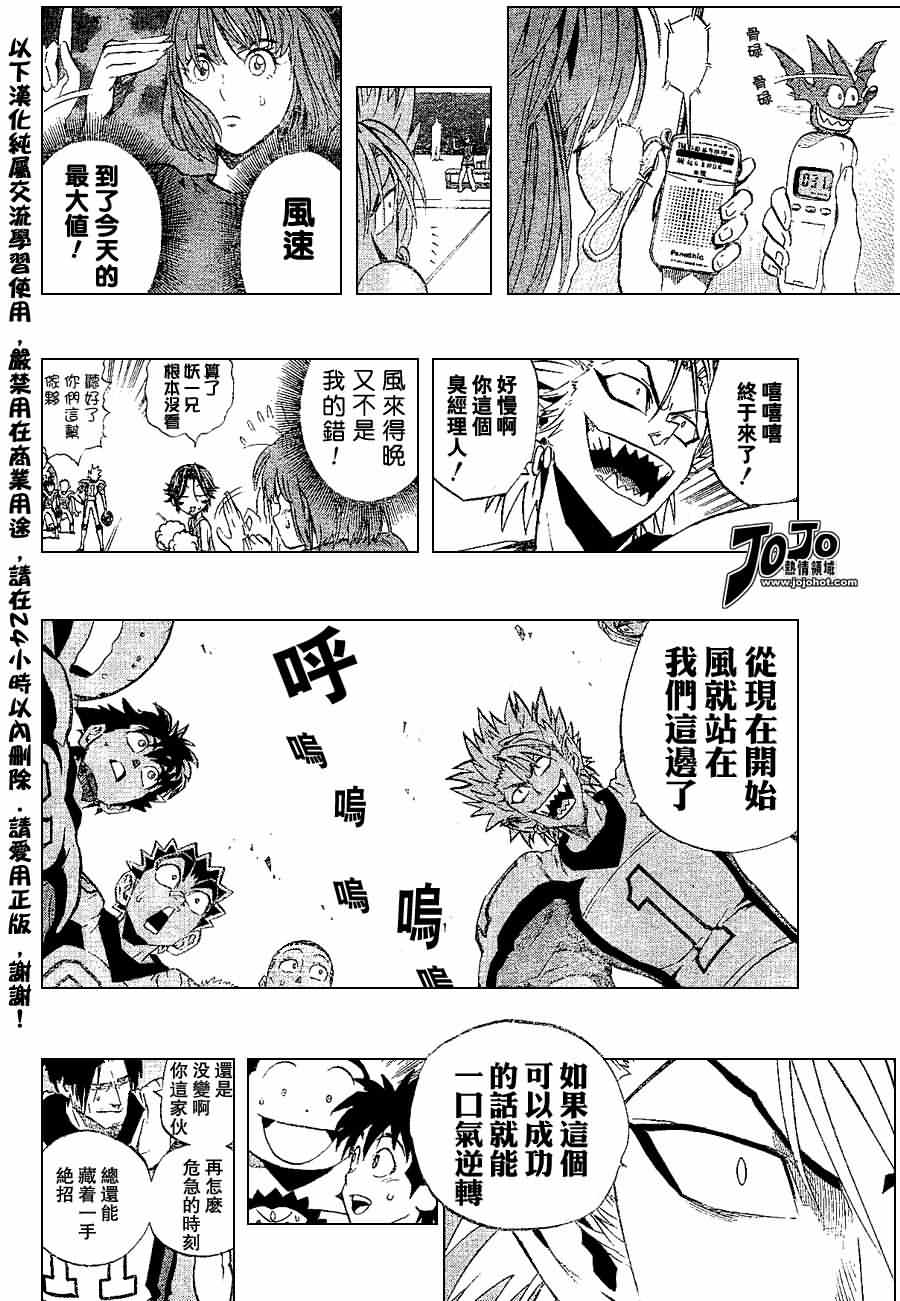 骨碌
骨碌
031
Panasonic
風速
到了今天的
最大值！
嘻嘻嘻
終于來了！
好慢啊
你這個
臭經理人！
風來得晚
又不是
我的錯！
算了
妖一兄
根本沒看
聽好了
你們這幫
傢夥
JOJO
熱情領域
www.jojohot.com
從現在開始
風就站在
我們這邊了
1
呼
嗚
嗚
嗚
嗚
嗚
如果這個
可以成功
的話就能
一口氣逆轉
還是
没變啊
你這家伙
再怎麽
危急的時刻
總還能
藏着一手
絶招
以下漢化純屬交流學習使用，嚴禁用在商業用途，請在24小時以內刪除．請愛用正版，謝謝！